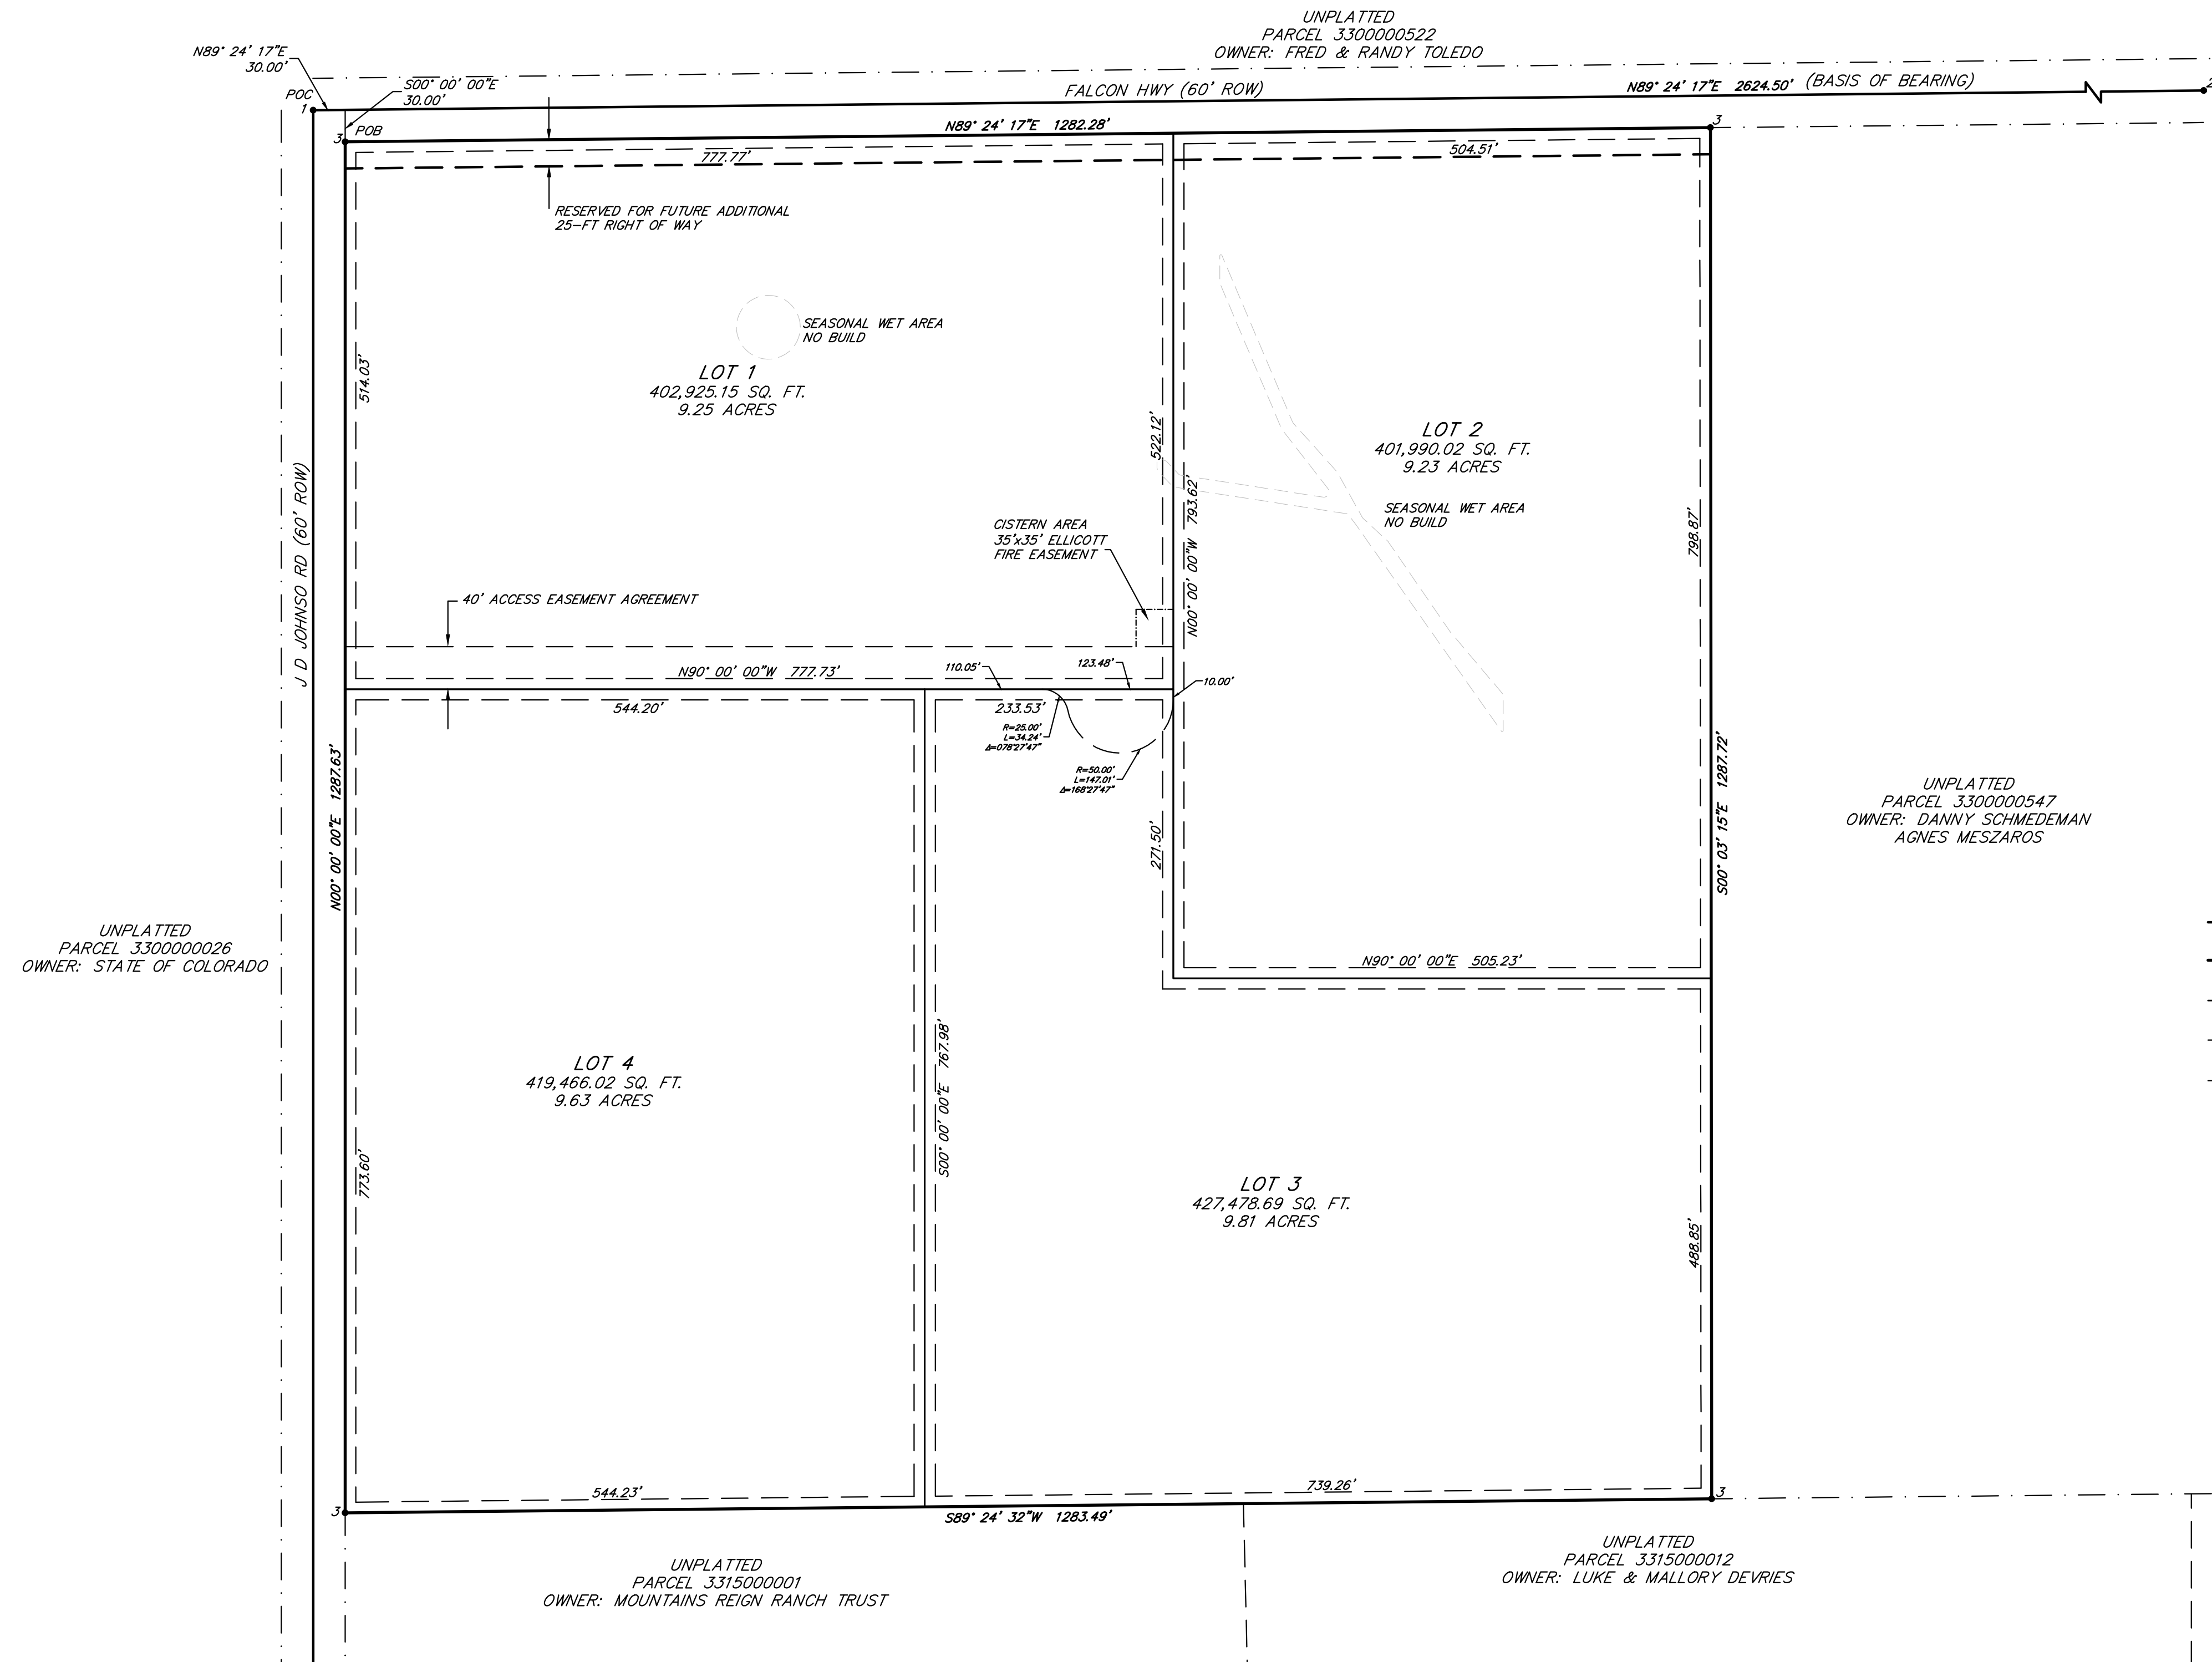 UNPLATTED
PARCEL 3300000522
OWNER: FRED & RANDY TOLEDO
N89° 24' 17"E
30.00'
S00° 00' 00"E
30.00'
POC
1
FALCON HWY (60' ROW)
N89° 24' 17"E 2624.50' (BASIS OF BEARING)
2
3
POB
N89° 24' 17"E 1282.28'
3
777.77'
504.51'
RESERVED FOR FUTURE ADDITIONAL
25-FT RIGHT OF WAY
SEASONAL WET AREA
NO BUILD
514.03'
LOT 1
402,925.15 SQ. FT.
9.25 ACRES
522.12'
LOT 2
401,990.02 SQ. FT.
9.23 ACRES
SEASONAL WET AREA
NO BUILD
N00° 00' 00"W 793.62'
798.87'
J D JOHNSO RD (60' ROW)
CISTERN AREA
35'x35' ELLICOTT
FIRE EASEMENT
40' ACCESS EASEMENT AGREEMENT
N90° 00' 00"W 777.73'
110.05'
123.48'
10.00'
544.20'
233.53'
R=25.00'
L=34.24'
Δ=078°27'47"
R=50.00'
L=147.01'
Δ=168°27'47"
N00° 00' 00"E 1287.63'
271.50'
S00° 03' 15"E 1287.72'
UNPLATTED
PARCEL 3300000547
OWNER: DANNY SCHMEDEMAN
AGNES MESZAROS
UNPLATTED
PARCEL 3300000026
OWNER: STATE OF COLORADO
N90° 00' 00"E 505.23'
LOT 4
419,466.02 SQ. FT.
9.63 ACRES
S00° 00' 00"E 767.98'
773.60'
LOT 3
427,478.69 SQ. FT.
9.81 ACRES
488.85'
544.23'
739.26'
3
3
S89° 24' 32"W 1283.49'
UNPLATTED
PARCEL 3315000001
OWNER: MOUNTAINS REIGN RANCH TRUST
UNPLATTED
PARCEL 3315000012
OWNER: LUKE & MALLORY DEVRIES